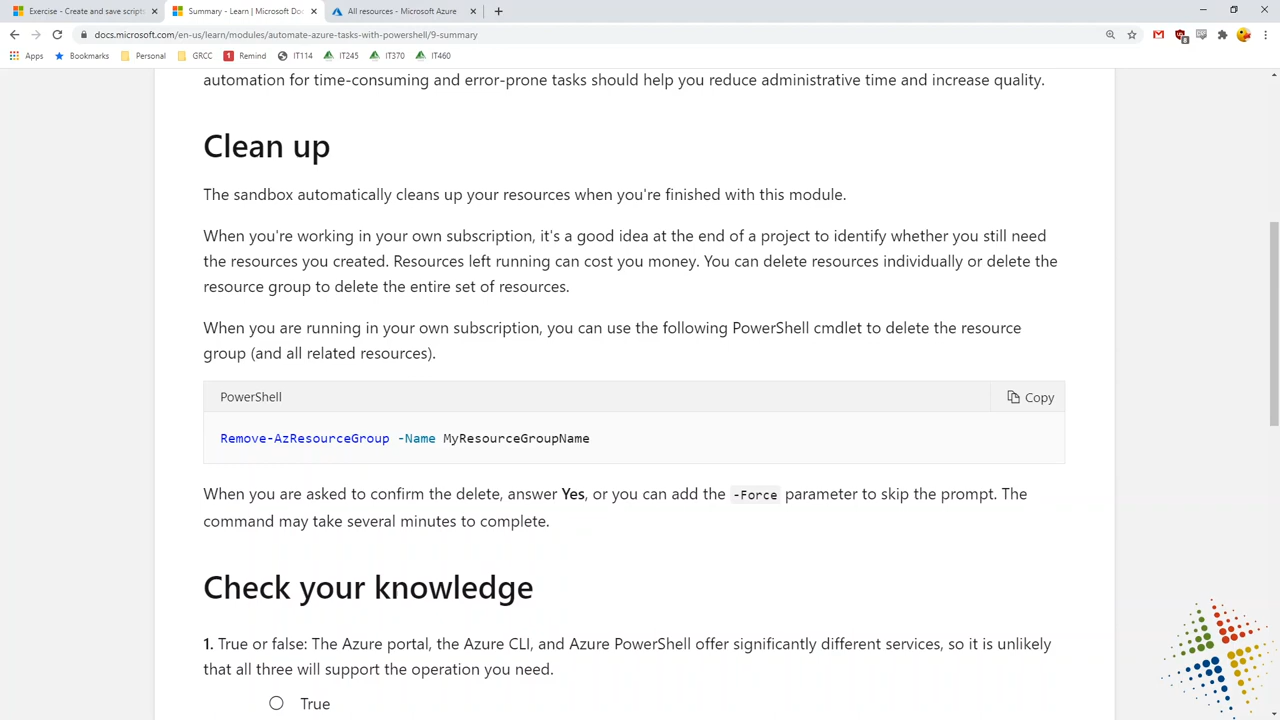 Exercise - Create and save scripts
Summary - Learn | Microsoft Doc
All resources - Microsoft Azure
docs.microsoft.com/en-us/learn/modules/automate-azure-tasks-with-powershell/9-summary
Apps Bookmarks Personal GRCC Remind IT114 IT245 IT370 IT460
automation for time-consuming and error-prone tasks should help you reduce administrative time and increase quality.
Clean up
The sandbox automatically cleans up your resources when you're finished with this module.
When you're working in your own subscription, it's a good idea at the end of a project to identify whether you still need
the resources you created. Resources left running can cost you money. You can delete resources individually or delete the
resource group to delete the entire set of resources.
When you are running in your own subscription, you can use the following PowerShell cmdlet to delete the resource
group (and all related resources).
PowerShell Copy
Remove-AzResourceGroup -Name MyResourceGroupName
When you are asked to confirm the delete, answer Yes, or you can add the -Force parameter to skip the prompt. The
command may take several minutes to complete.
Check your knowledge
1. True or false: The Azure portal, the Azure CLI, and Azure PowerShell offer significantly different services, so it is unlikely
that all three will support the operation you need.
True